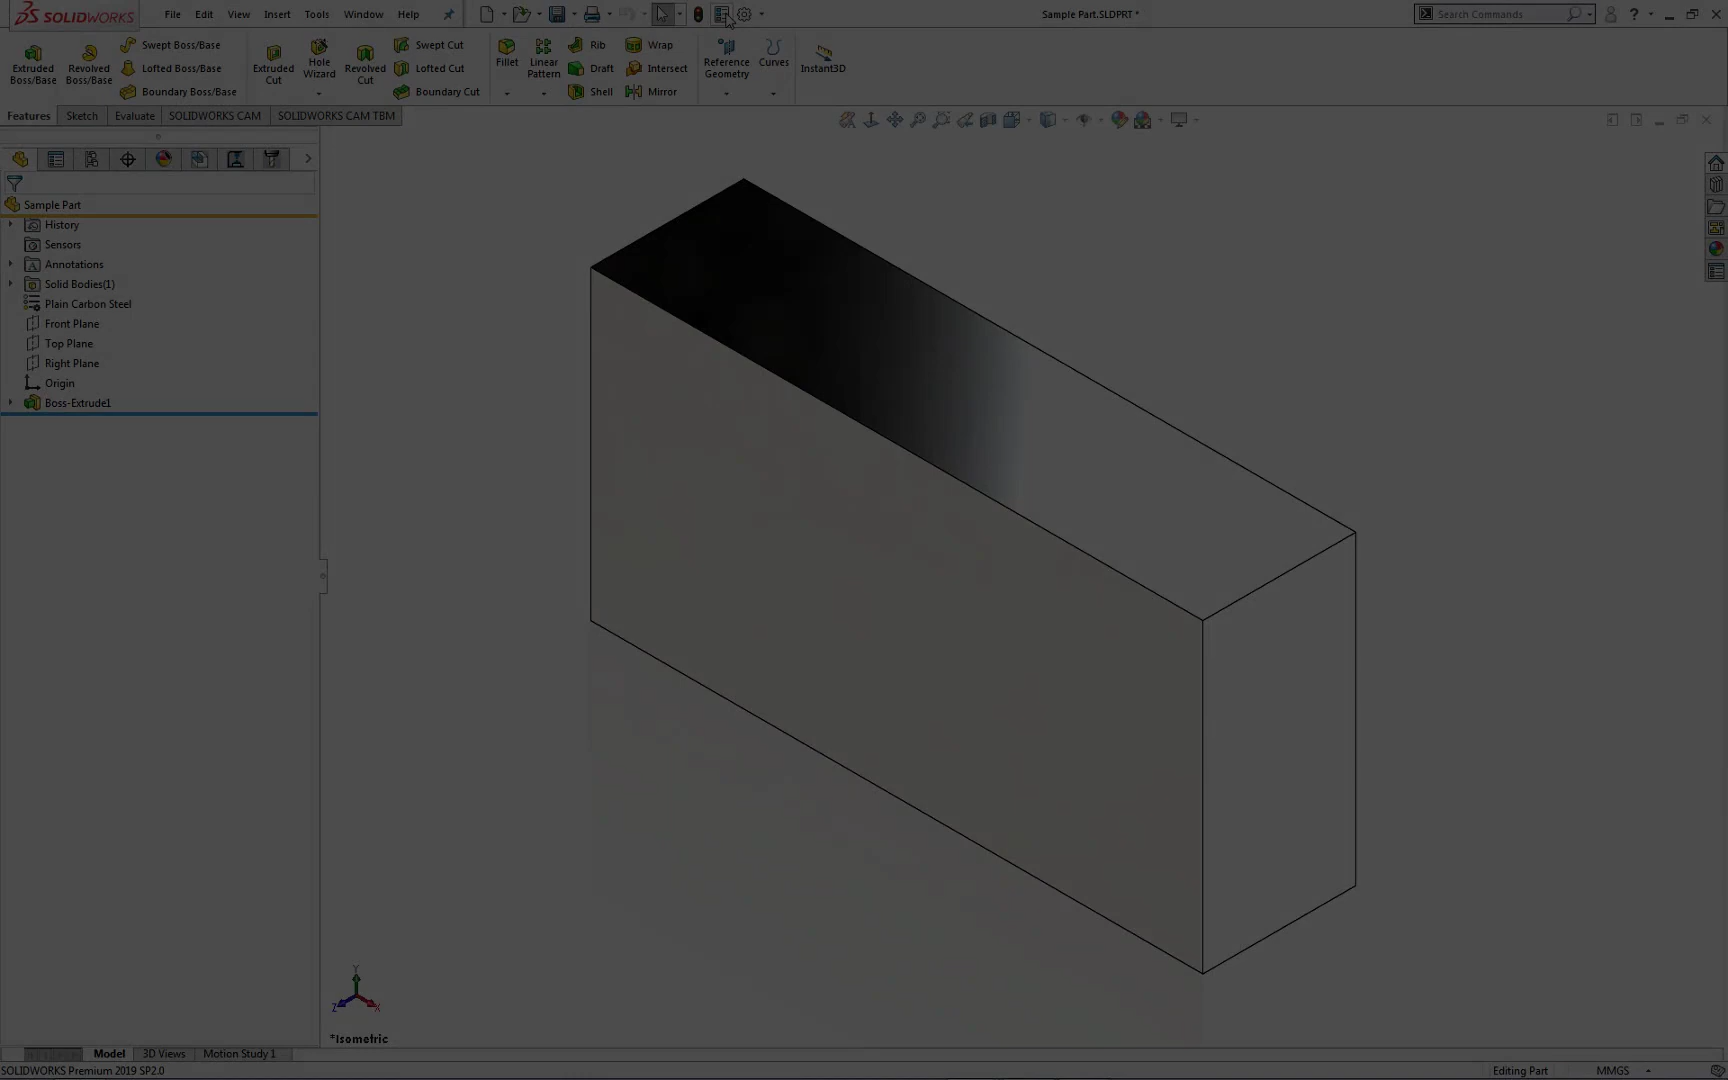 SOLIDWORKS
File Edit View Insert Tools Window Help
Sample Part.SLDPRT *
Search Commands
?
Extruded Boss/Base
Revolved Boss/Base
Swept Boss/Base
Lofted Boss/Base
Boundary Boss/Base
Extruded Cut
Hole Wizard
Revolved Cut
Swept Cut
Lofted Cut
Boundary Cut
Fillet
Linear Pattern
Rib
Draft
Shell
Wrap
Intersect
Mirror
Reference Geometry
Curves
Instant3D
Features Sketch Evaluate SOLIDWORKS CAM SOLIDWORKS CAM TBM
Sample Part
History
Sensors
Annotations
Solid Bodies(1)
Plain Carbon Steel
Front Plane
Top Plane
Right Plane
Origin
Boss-Extrude1
Y
Z
X
*Isometric
Model 3D Views Motion Study 1
SOLIDWORKS Premium 2019 SP2.0
Editing Part
MMGS